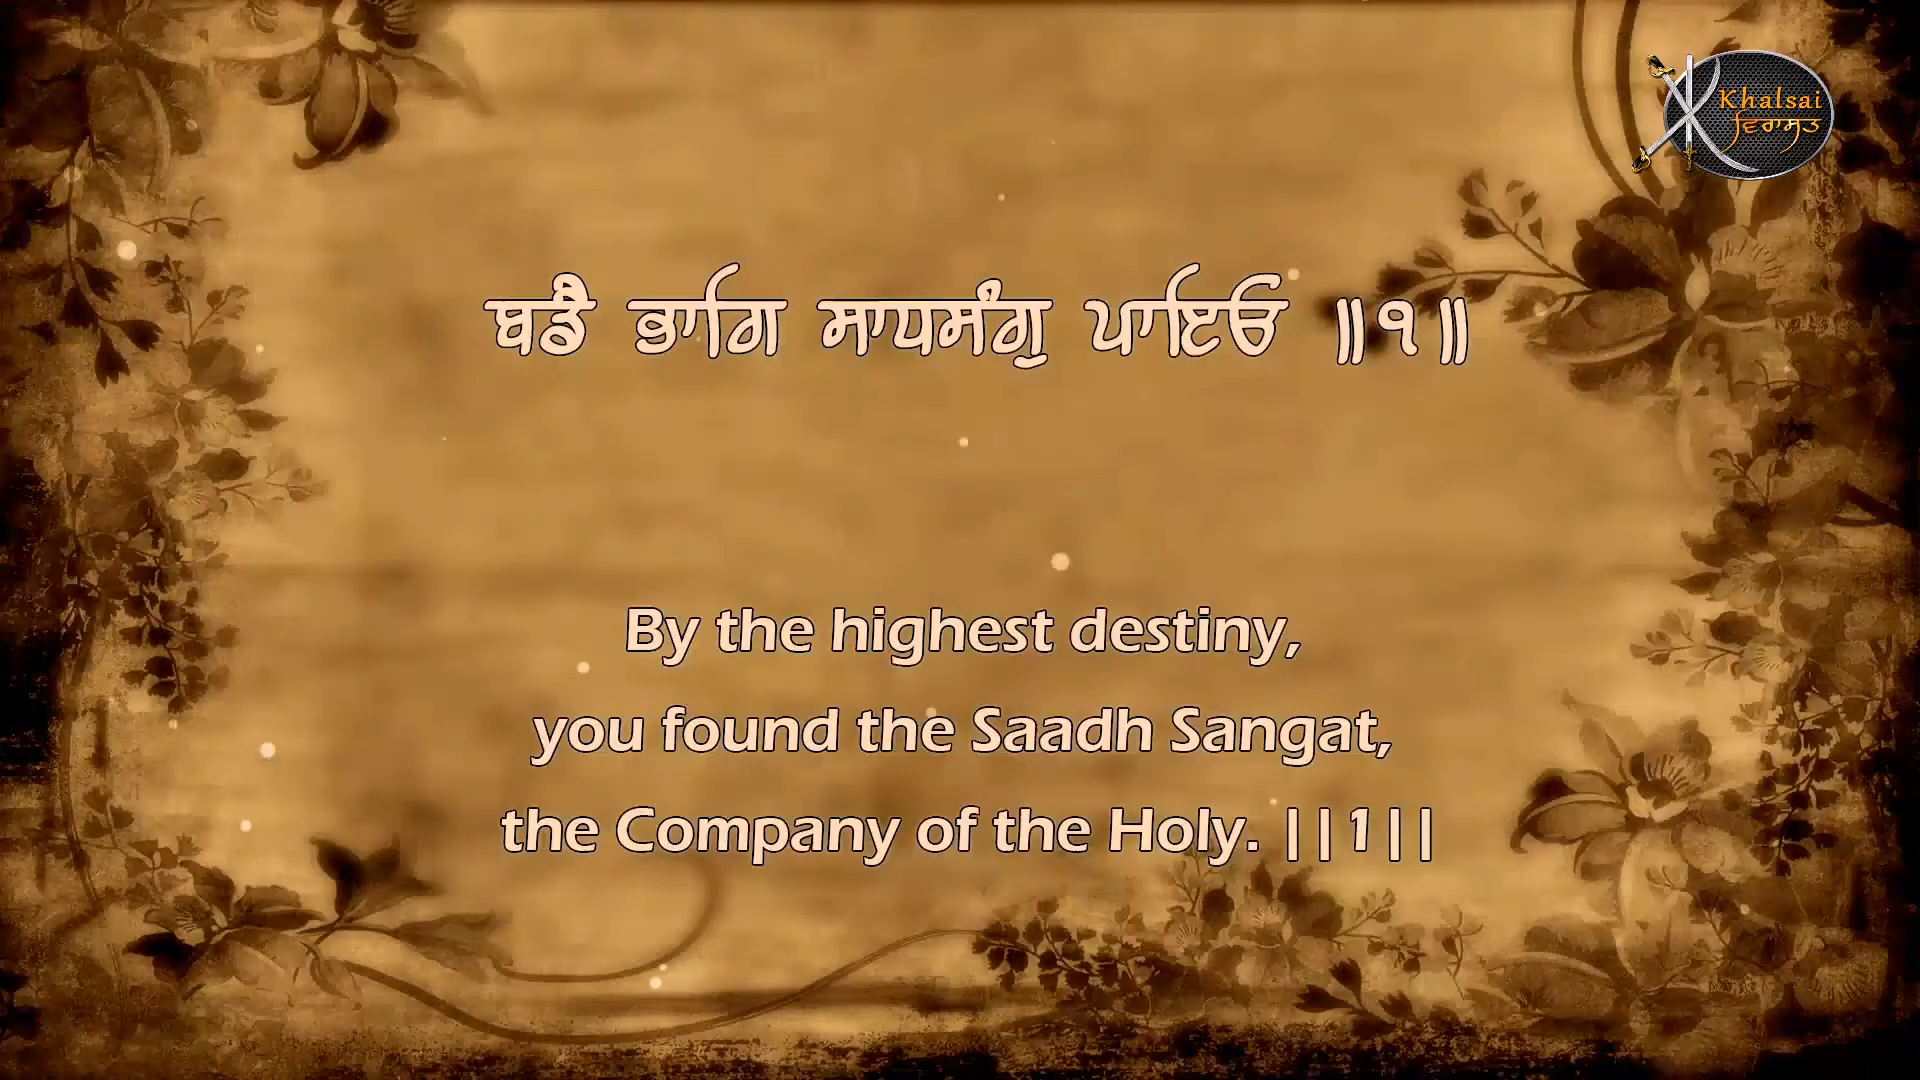 Khalsai
ਵਿਰਾਸਤ
ਬਡੈ ਭਾਗਿ ਸਾਧਸੰਗੁ ਪਾਇਓ ॥੧॥
By the highest destiny,
you found the Saadh Sangat,
the Company of the Holy. ||1||